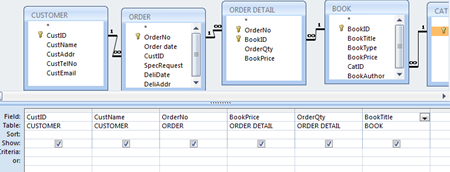 CUSTOMER
*
CustID
CustName
CustAddr
CustTelNo
CustEmail
ORDER
*
OrderNo
Order date
CustID
SpecRequest
DeliDate
DeliAddr
ORDER DETAIL
*
OrderNo
BookID
OrderQty
BookPrice
BOOK
*
BookID
BookTitle
BookType
BookPrice
CatID
BookAuthor
CAT
1
1
1
Field: CustID CustName OrderNo BookPrice OrderQty BookTitle
Table: CUSTOMER CUSTOMER ORDER ORDER DETAIL ORDER DETAIL BOOK
Sort:
Show:
Criteria:
or: